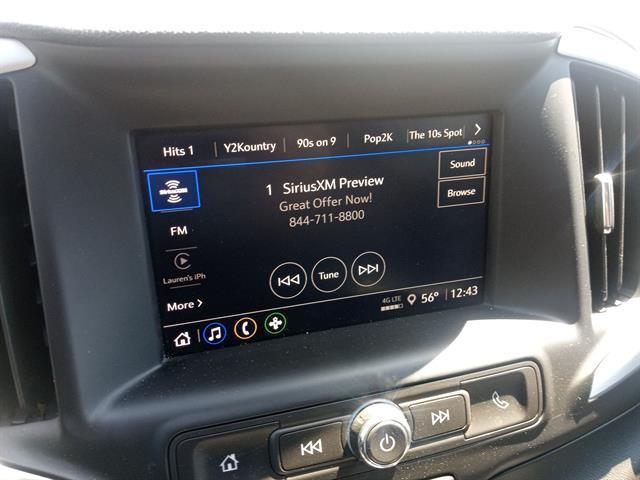 Hits 1 Y2Kountry 90s on 9 Pop2K The 10s Spot
SiriusXM
1 SiriusXM Preview
Great Offer Now!
844-711-8800
Sound
Browse
FM
Lauren's iPh
Tune
More
4G LTE 56° 12:43